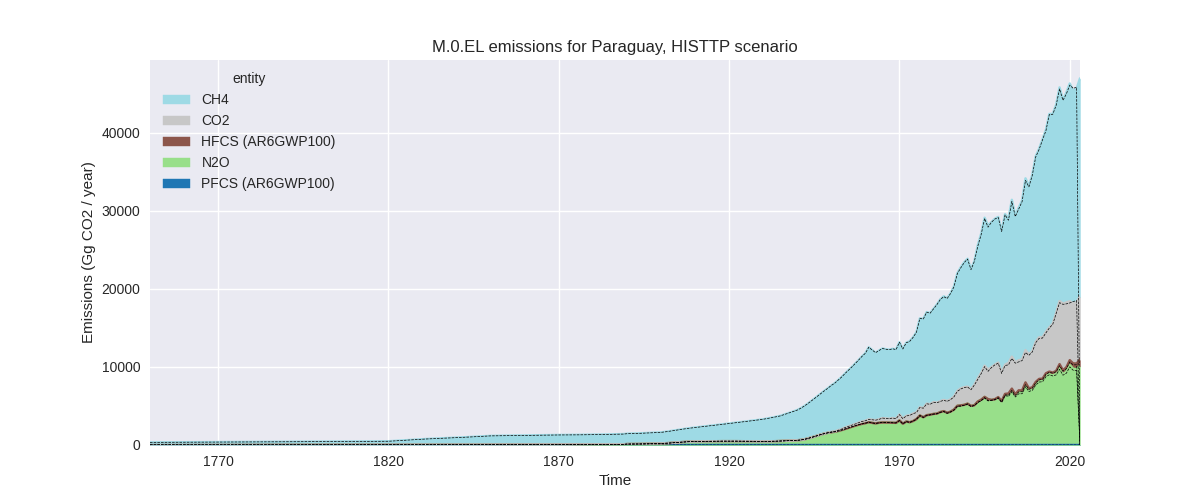 M.0.EL emissions for Paraguay, HISTTP scenario
entity
CH4
CO2
HFCS (AR6GWP100)
N2O
PFCS (AR6GWP100)
Emissions (Gg CO2 / year)
40000
30000
20000
10000
0
1770
1820
1870
1920
1970
2020
Time